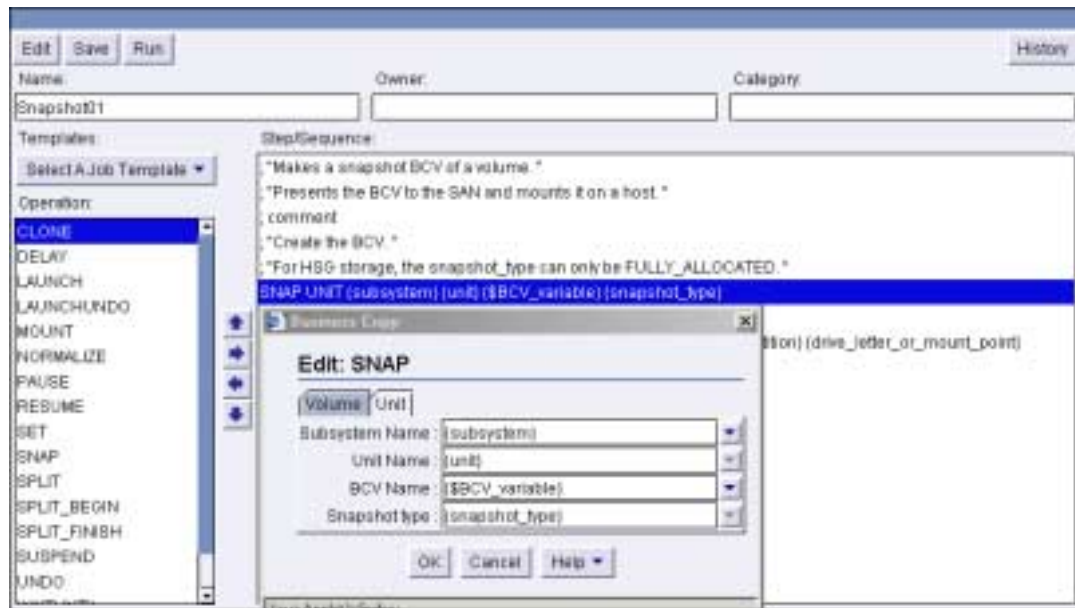 Edit Save Run History
Name: Owner: Category:
Snapshot01
Templates: Step/Sequence:
Select A Job Template
; "Makes a snapshot BCV of a volume. "
; "Presents the BCV to the SAN and mounts it on a host. "
; comment
; "Create the BCV. "
; "For HSG storage, the snapshot_type can only be FULLY_ALLOCATED. "
SNAP UNIT (subsystem) (unit) ($BCV_variable) (snapshot_type)
(drive_letter_or_mount_point)
Operation:
CLONE
DELAY
LAUNCH
LAUNCHUNDO
MOUNT
NORMALIZE
PAUSE
RESUME
SET
SNAP
SPLIT
SPLIT_BEGIN
SPLIT_FINISH
SUSPEND
UNDO
Business Copy
Edit: SNAP
Volume Unit
Subsystem Name : (subsystem)
Unit Name : (unit)
BCV Name : ($BCV_variable)
Snapshot type : (snapshot_type)
OK Cancel Help